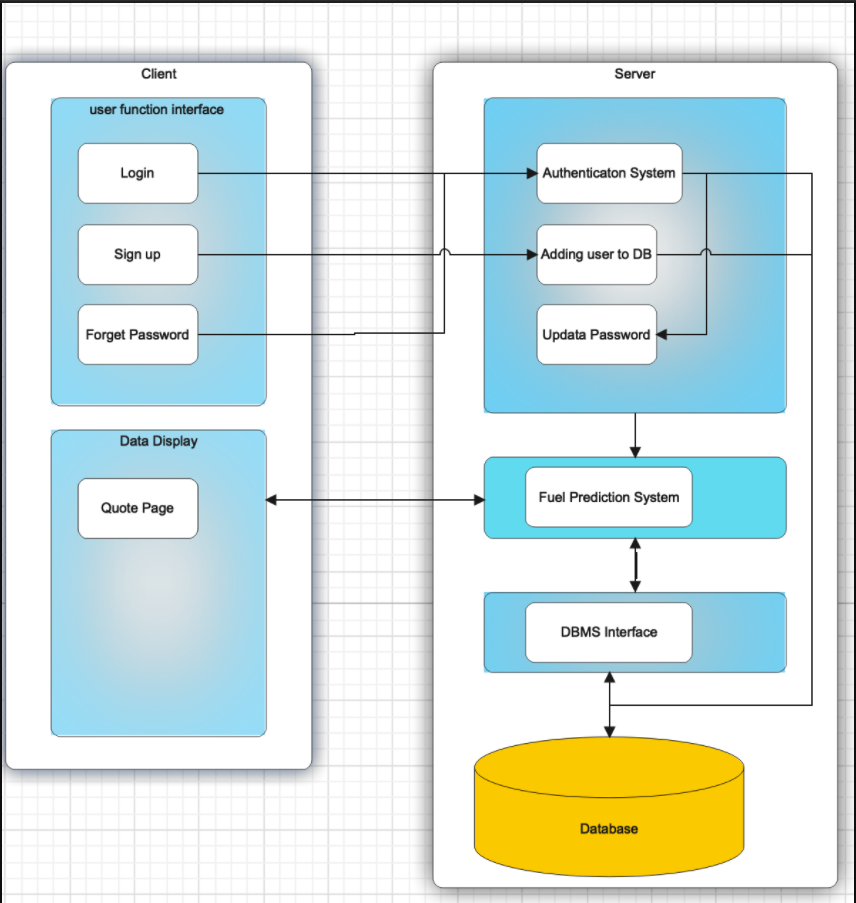 Client
user function interface
Login
Sign up
Forget Password
Data Display
Quote Page
Server
Authenticaton System
Adding user to DB
Updata Password
Fuel Prediction System
DBMS Interface
Database